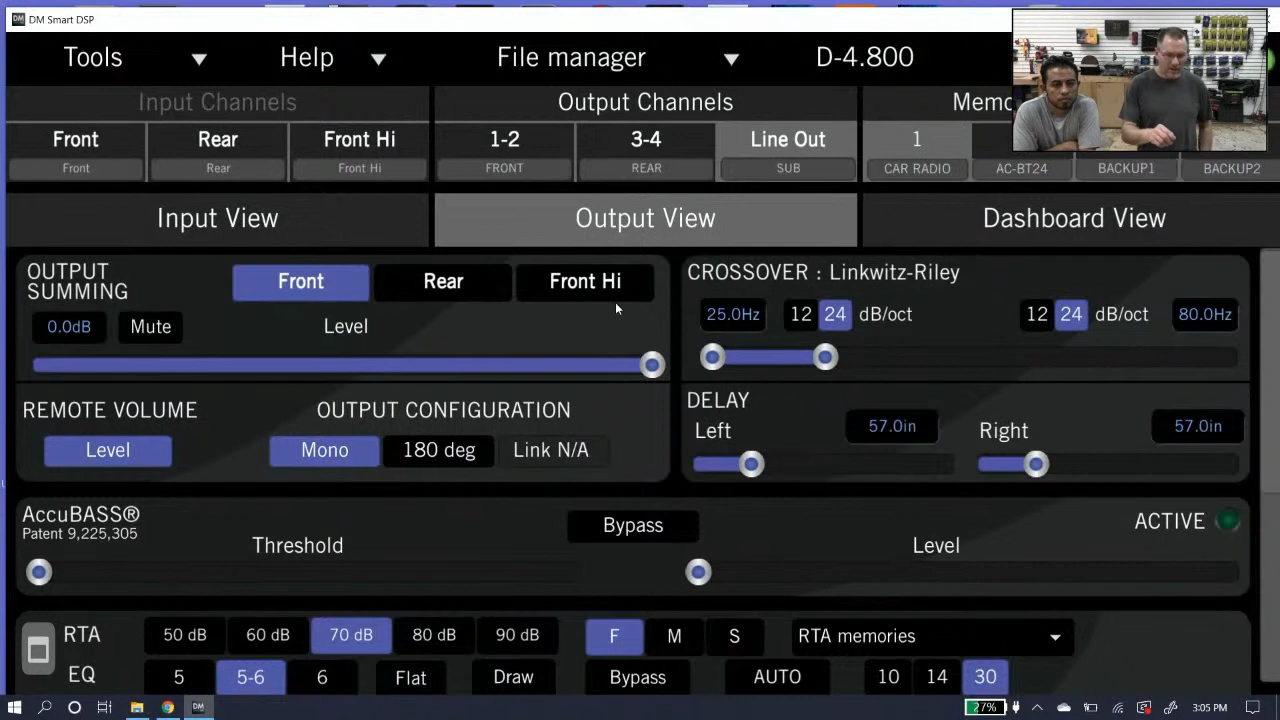 DM DM Smart DSP
Tools Help File manager D-4.800
Input Channels Output Channels Memo
Front Rear Front Hi 1-2 3-4 Line Out 1
Front Rear Front Hi FRONT REAR SUB CAR RADIO AC-BT24 BACKUP1 BACKUP2
Input View Output View Dashboard View
OUTPUT SUMMING Front Rear Front Hi
0.0dB Mute Level
REMOTE VOLUME OUTPUT CONFIGURATION
Level Mono 180 deg Link N/A
CROSSOVER : Linkwitz-Riley
25.0Hz 12 24 dB/oct 12 24 dB/oct 80.0Hz
DELAY
Left 57.0in Right 57.0in
AccuBASS® Bypass ACTIVE
Patent 9,225,305
Threshold Level
RTA 50 dB 60 dB 70 dB 80 dB 90 dB F M S RTA memories
EQ 5 5-6 6 Flat Draw Bypass AUTO 10 14 30
DM 27% 3:05 PM